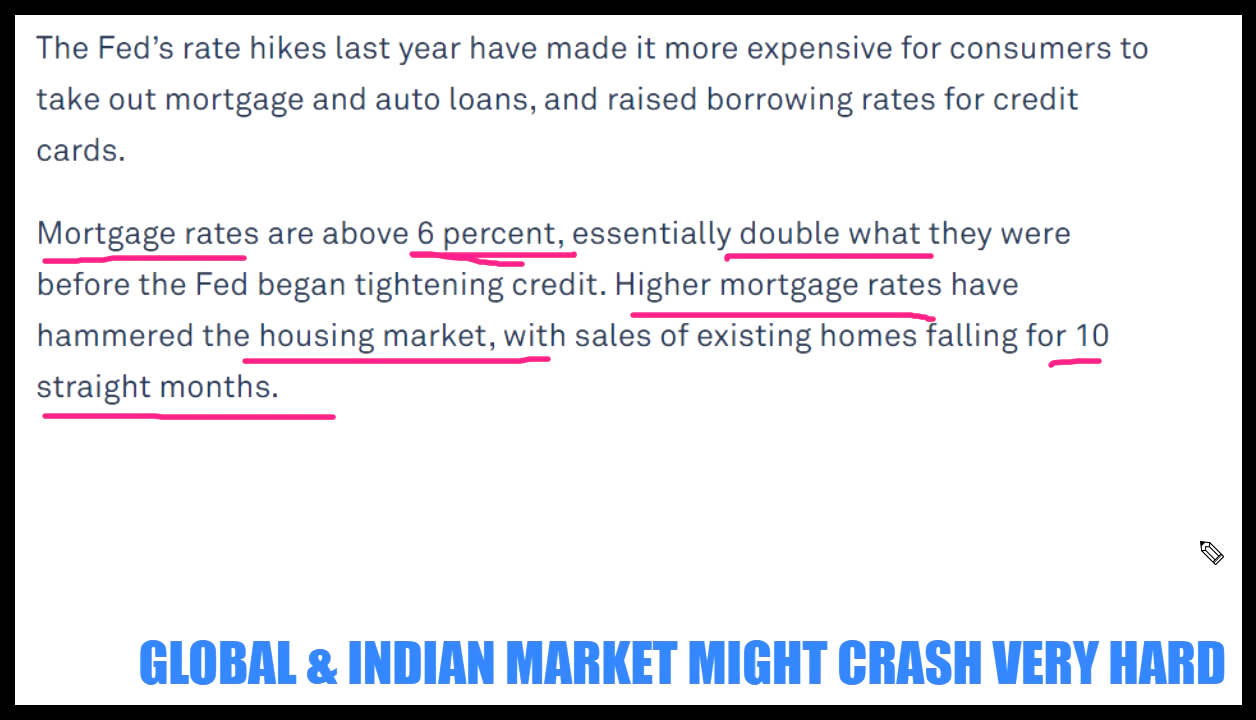 The Fed’s rate hikes last year have made it more expensive for consumers to
take out mortgage and auto loans, and raised borrowing rates for credit
cards.
Mortgage rates are above 6 percent, essentially double what they were
before the Fed began tightening credit. Higher mortgage rates have
hammered the housing market, with sales of existing homes falling for 10
straight months.
GLOBAL & INDIAN MARKET MIGHT CRASH VERY HARD